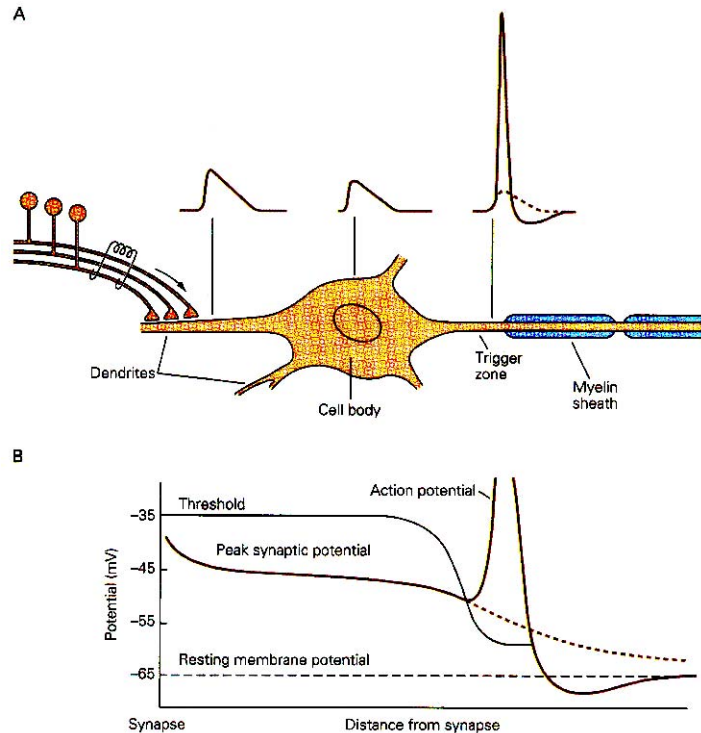 A
Dendrites
Cell body
Trigger
zone
Myelin
sheath
B
Threshold
Action potential
Peak synaptic potential
Resting membrane potential
Potential (mV)
−35
−45
−55
−65
Synapse
Distance from synapse